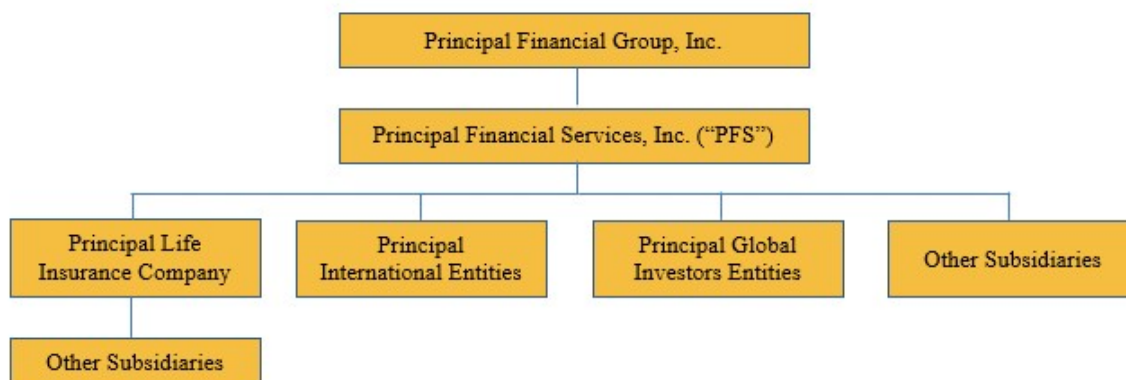 Principal Financial Group, Inc.
Principal Financial Services, Inc. (“PFS”)
Principal Life
Insurance Company
Principal
International Entities
Principal Global
Investors Entities
Other Subsidiaries
Other Subsidiaries